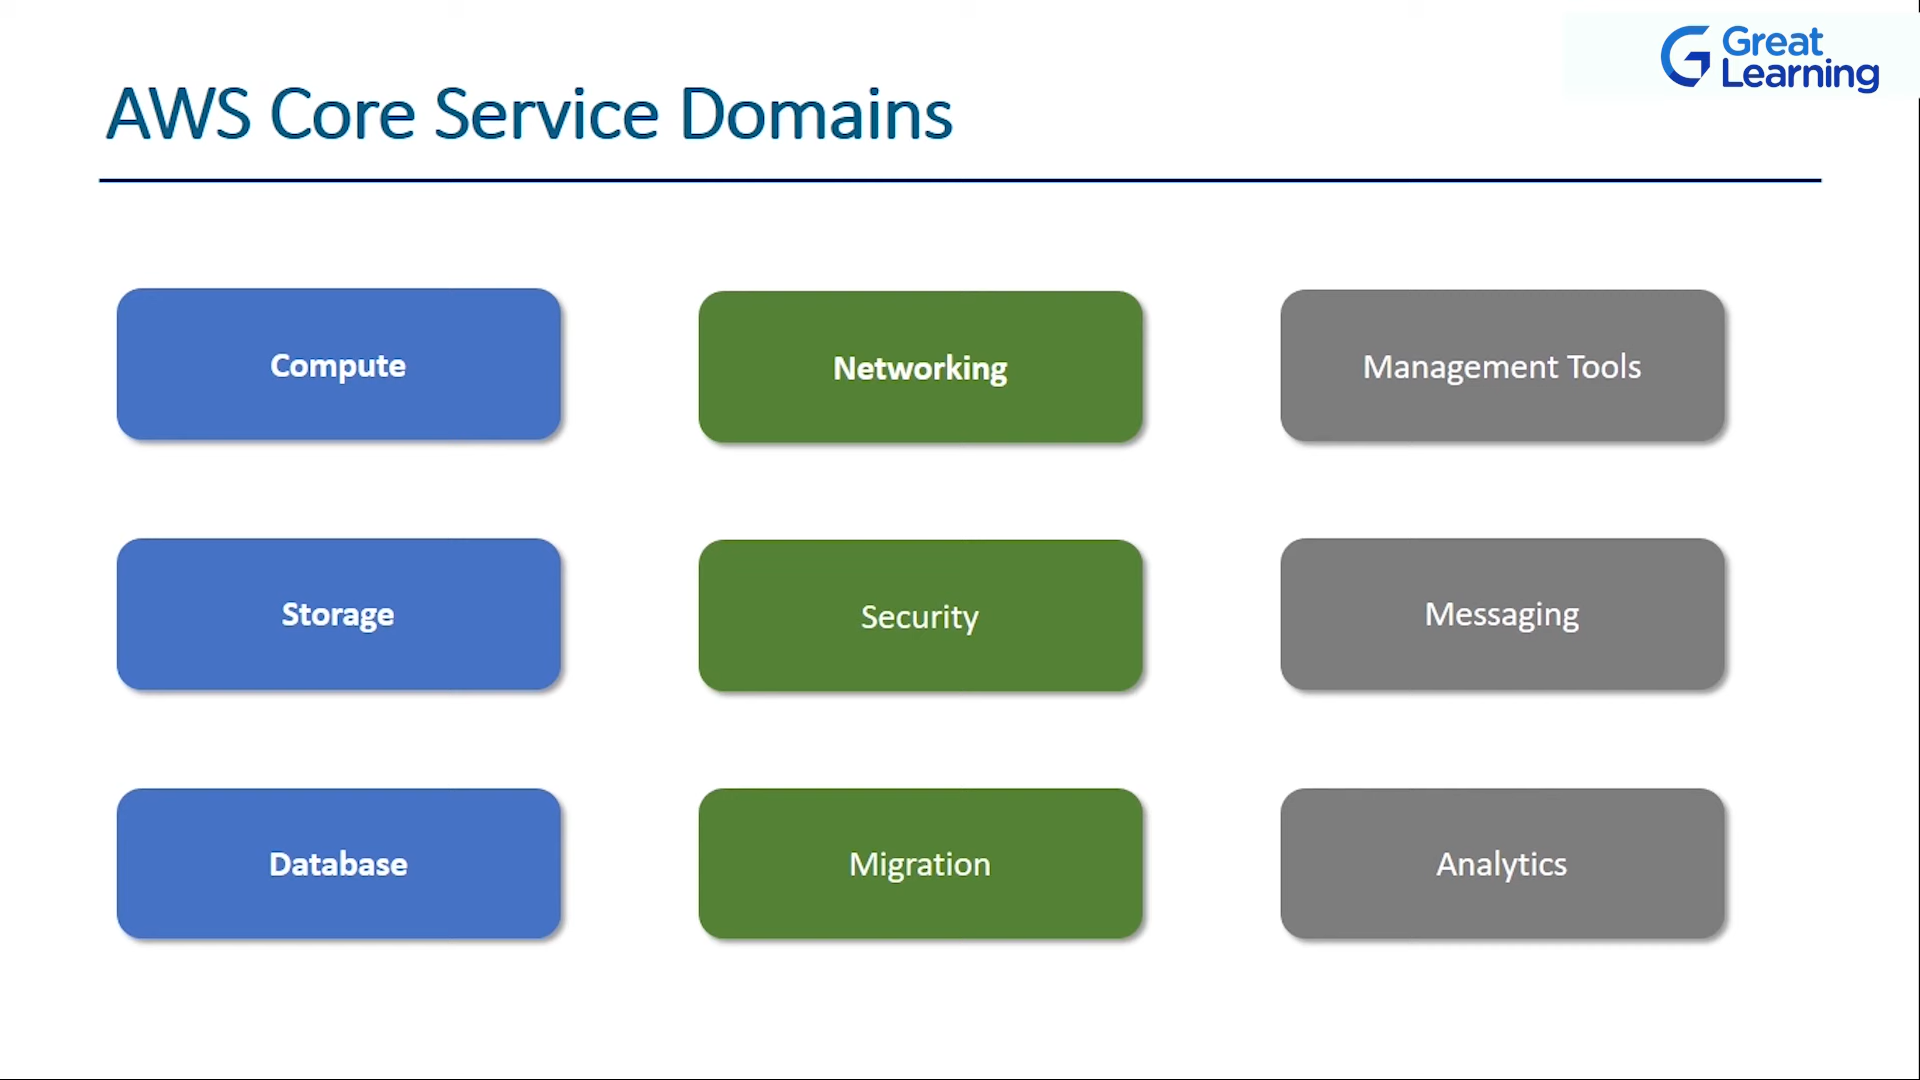 Great
Learning
AWS Core Service Domains
Compute
Networking
Management Tools
Storage
Security
Messaging
Database
Migration
Analytics